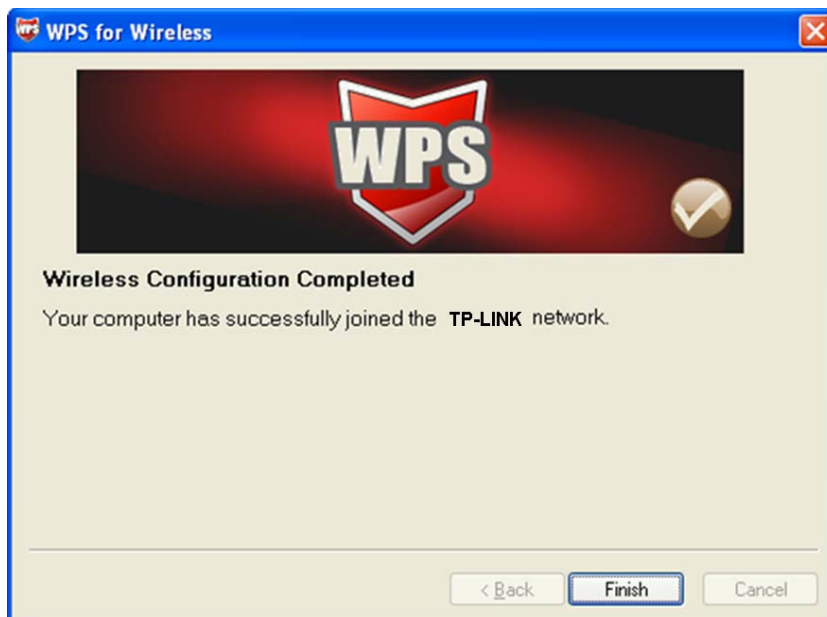 WPS WPS for Wireless
WPS
Wireless Configuration Completed
Your computer has successfully joined the TP-LINK network.
< Back Finish Cancel